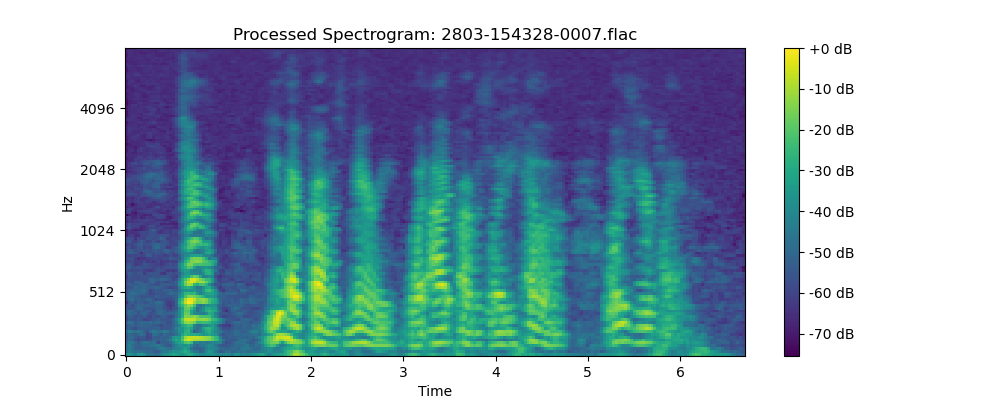 Processed Spectrogram: 2803-154328-0007.flac
Hz
4096
2048
1024
512
0
0 1 2 3 4 5 6
Time
+0 dB
-10 dB
-20 dB
-30 dB
-40 dB
-50 dB
-60 dB
-70 dB